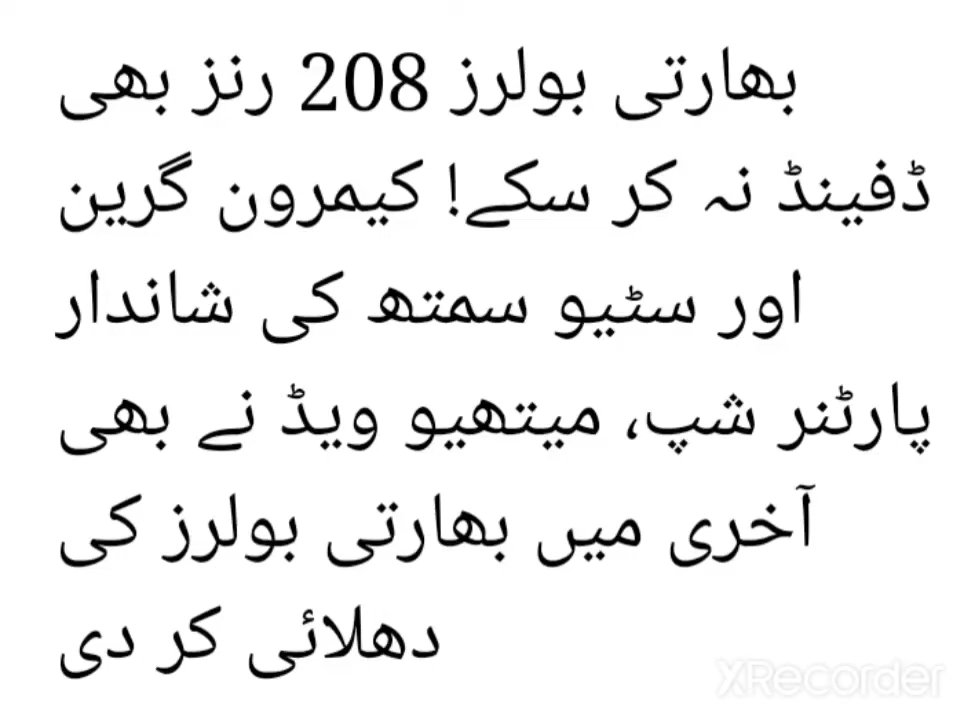 بھارتی بولرز 208 رنز بھی
ڈفینڈ نہ کر سکے! کیمرون گرین
اور سٹیو سمتھ کی شاندار
پارٹنر شپ، میتھیو ویڈ نے بھی
آخری میں بھارتی بولرز کی
دھلائی کر دی
XRecorder